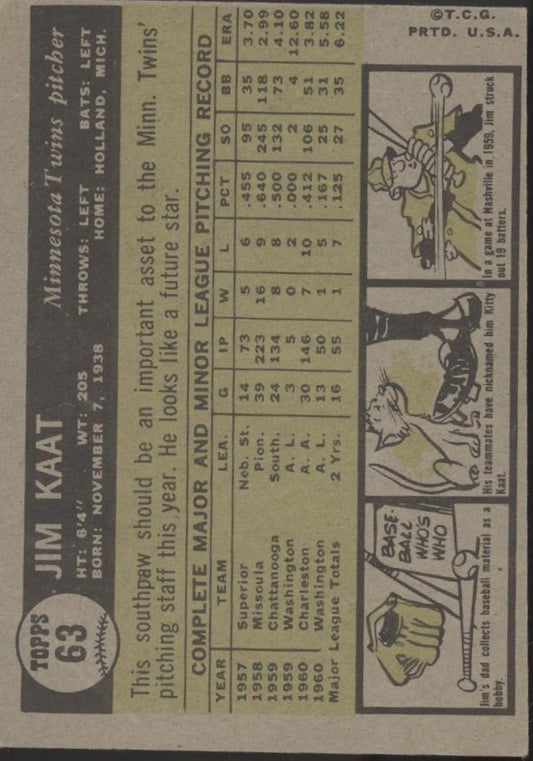 TOPPS
63
JIM KAAT
Minnesota Twins pitcher
HT: 6'4" WT: 205 THROWS: LEFT BATS: LEFT
BORN: NOVEMBER 7, 1938 HOME: HOLLAND, MICH.
This southpaw should be an important asset to the Minn. Twins'
pitching staff this year. He looks like a future star.
COMPLETE MAJOR AND MINOR LEAGUE PITCHING RECORD
YEAR TEAM LEA. G IP W L PCT SO BB ERA
1957 Superior Neb. St. 14 73 5 6 .455 95 35 3.70
1958 Missoula Pion. 39 223 16 9 .640 245 118 2.99
1959 Chattanooga South. 24 134 8 8 .500 132 73 4.10
1959 Washington A. L. 3 5 0 2 .000 2 4 12.60
1960 Charleston A. A. 30 146 7 10 .412 106 51 3.82
1960 Washington A. L. 13 50 1 5 .167 25 31 5.58
Major League Totals 2 Yrs. 16 55 1 7 .125 27 35 6.22
BASE-
BALL
WHO'S
WHO
Jim's dad collects baseball material as a
hobby.
His teammates have nicknamed him Kitty
Kaat.
In a game at Nashville in 1959, Jim struck
out 19 batters.
©T.C.G.
PRTD. U.S.A.